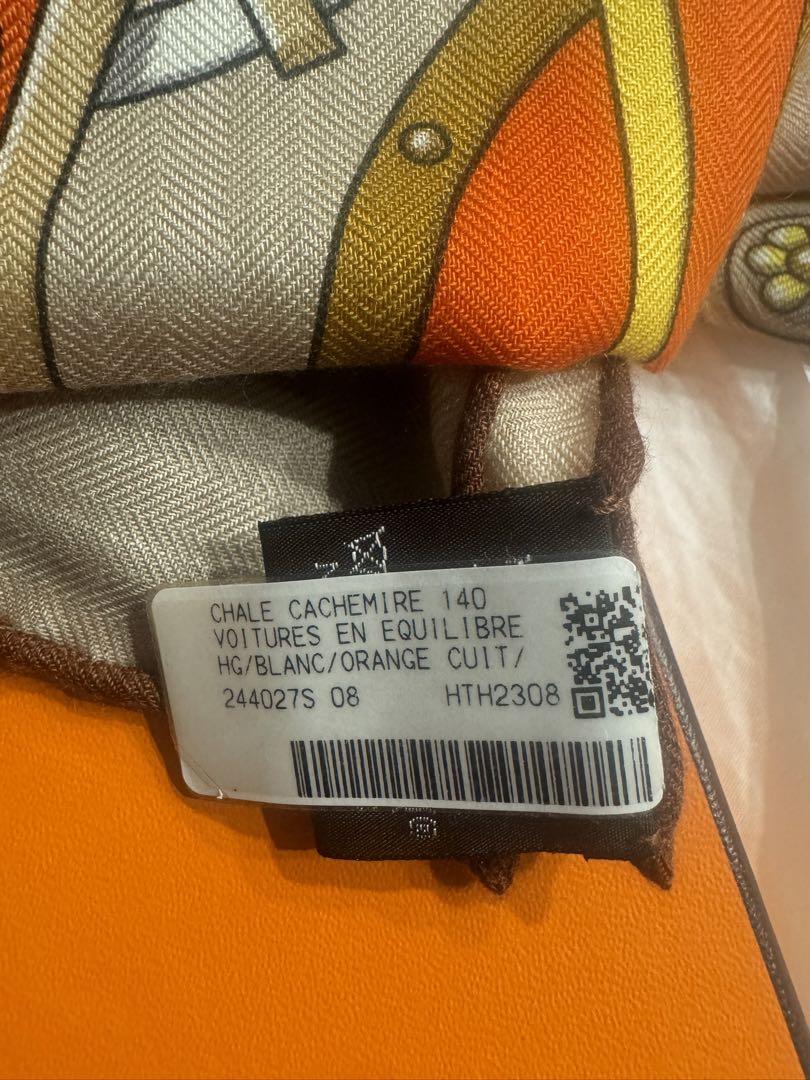 CHALE CACHEMIRE 140
VOITURES EN EQUILIBRE
HG/BLANC/ORANGE CUIT/
244027S 08 HTH2308